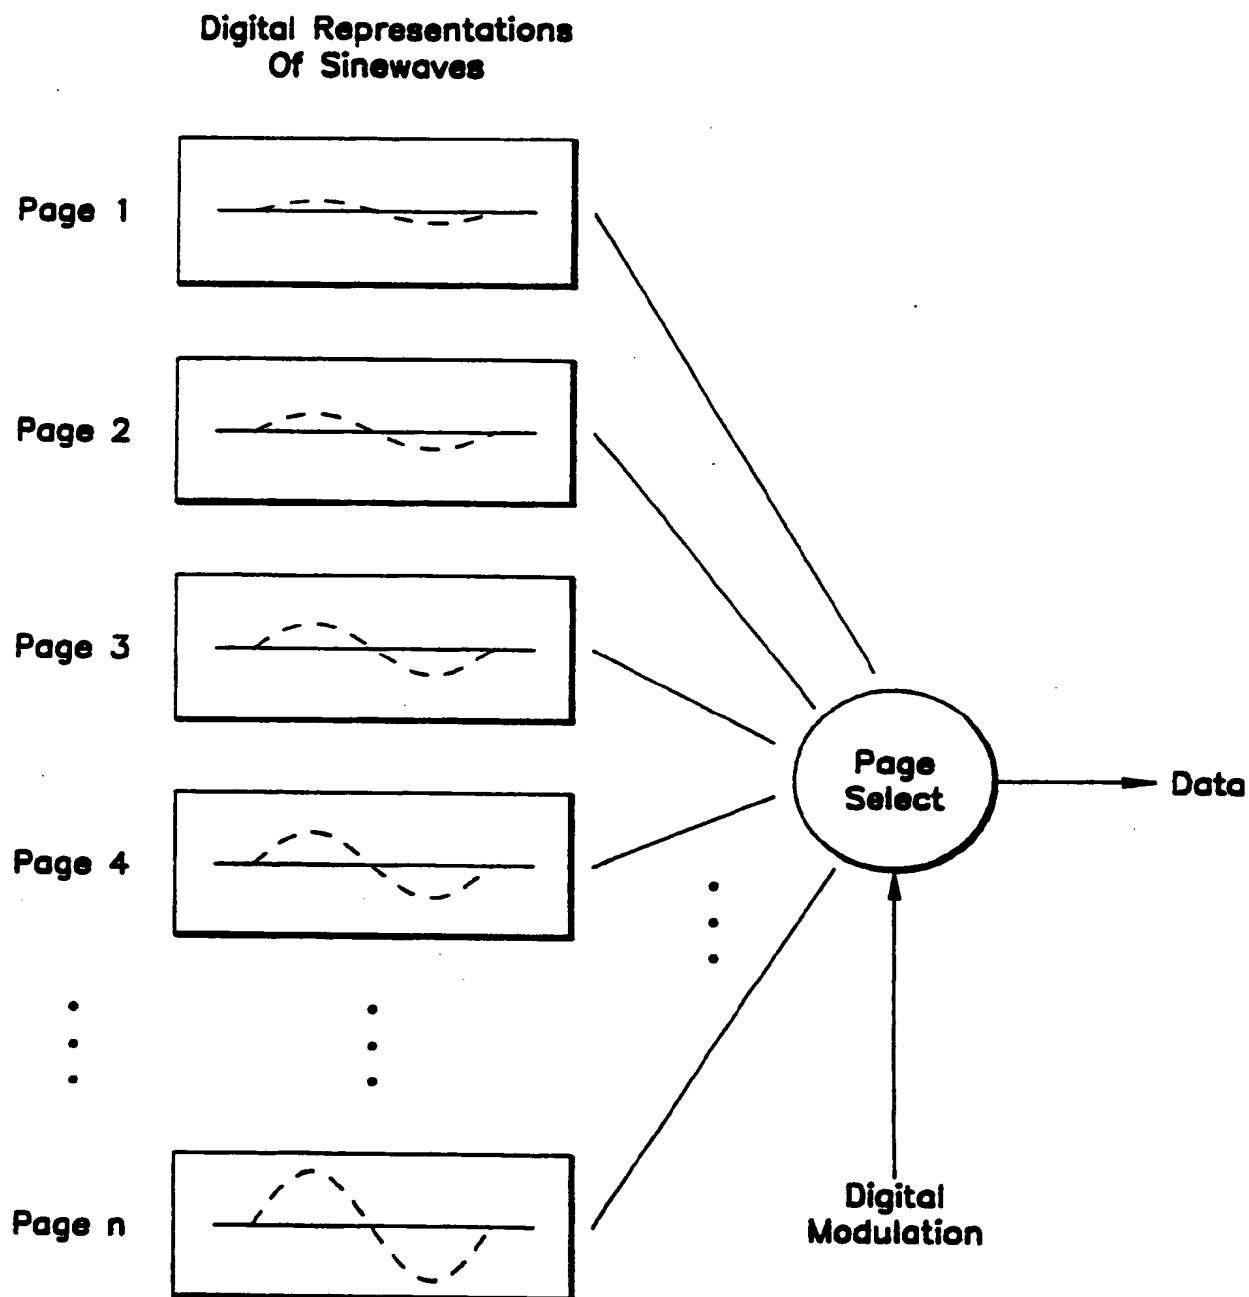 Digital Representations
Of Sinewaves
Page 1
Page 2
Page 3
Page 4
Page n
Page
Select
Data
Digital
Modulation